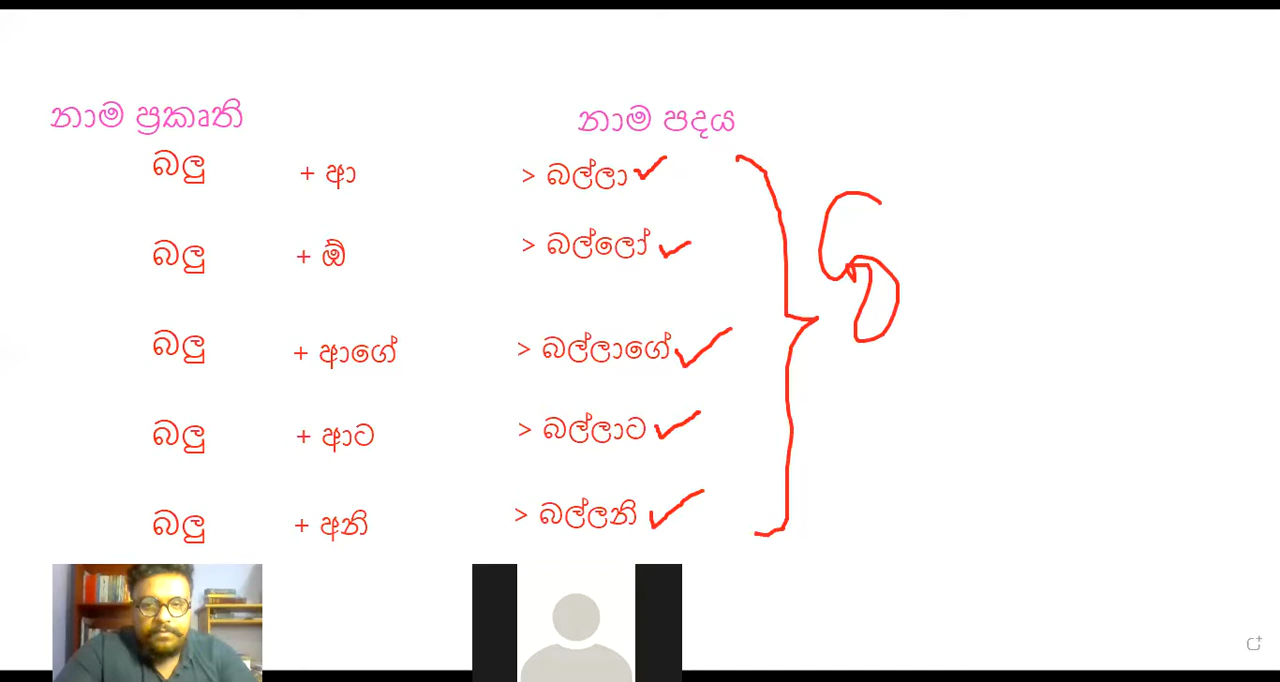 නාම ප්‍රකෘති නාම පදය
බලු + ආ > බල්ලා
බලු + ඕ > බල්ලෝ
බලු + ආගේ > බල්ලාගේ
බලු + ආට > බල්ලාට
බලු + අනි > බල්ලනි